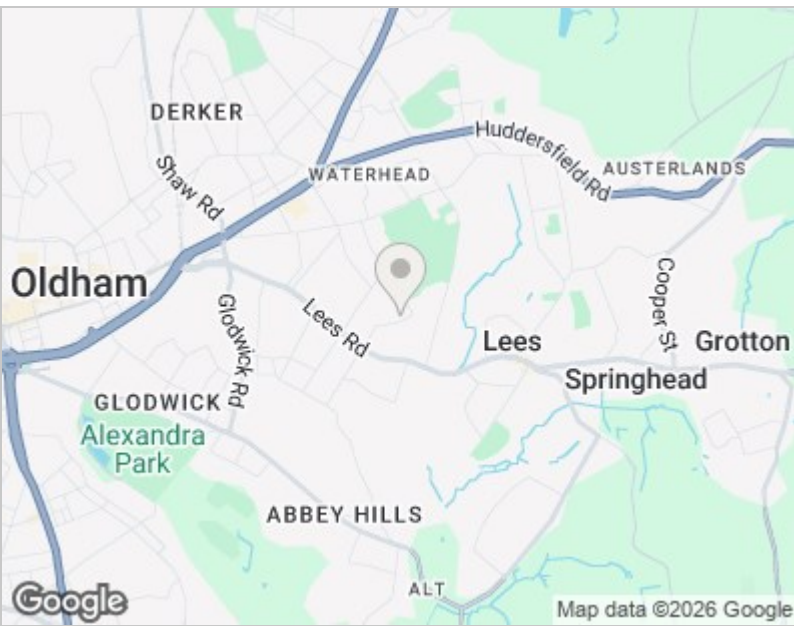 DERKER
Shaw Rd
WATERHEAD
Huddersfield Rd
AUSTERLANDS
Oldham
Glodwick Rd
Lees Rd
Cooper St
Lees
Grotton
Springhead
GLODWICK
Alexandra
Park
ABBEY HILLS
ALT
Google
Map data ©2026 Google